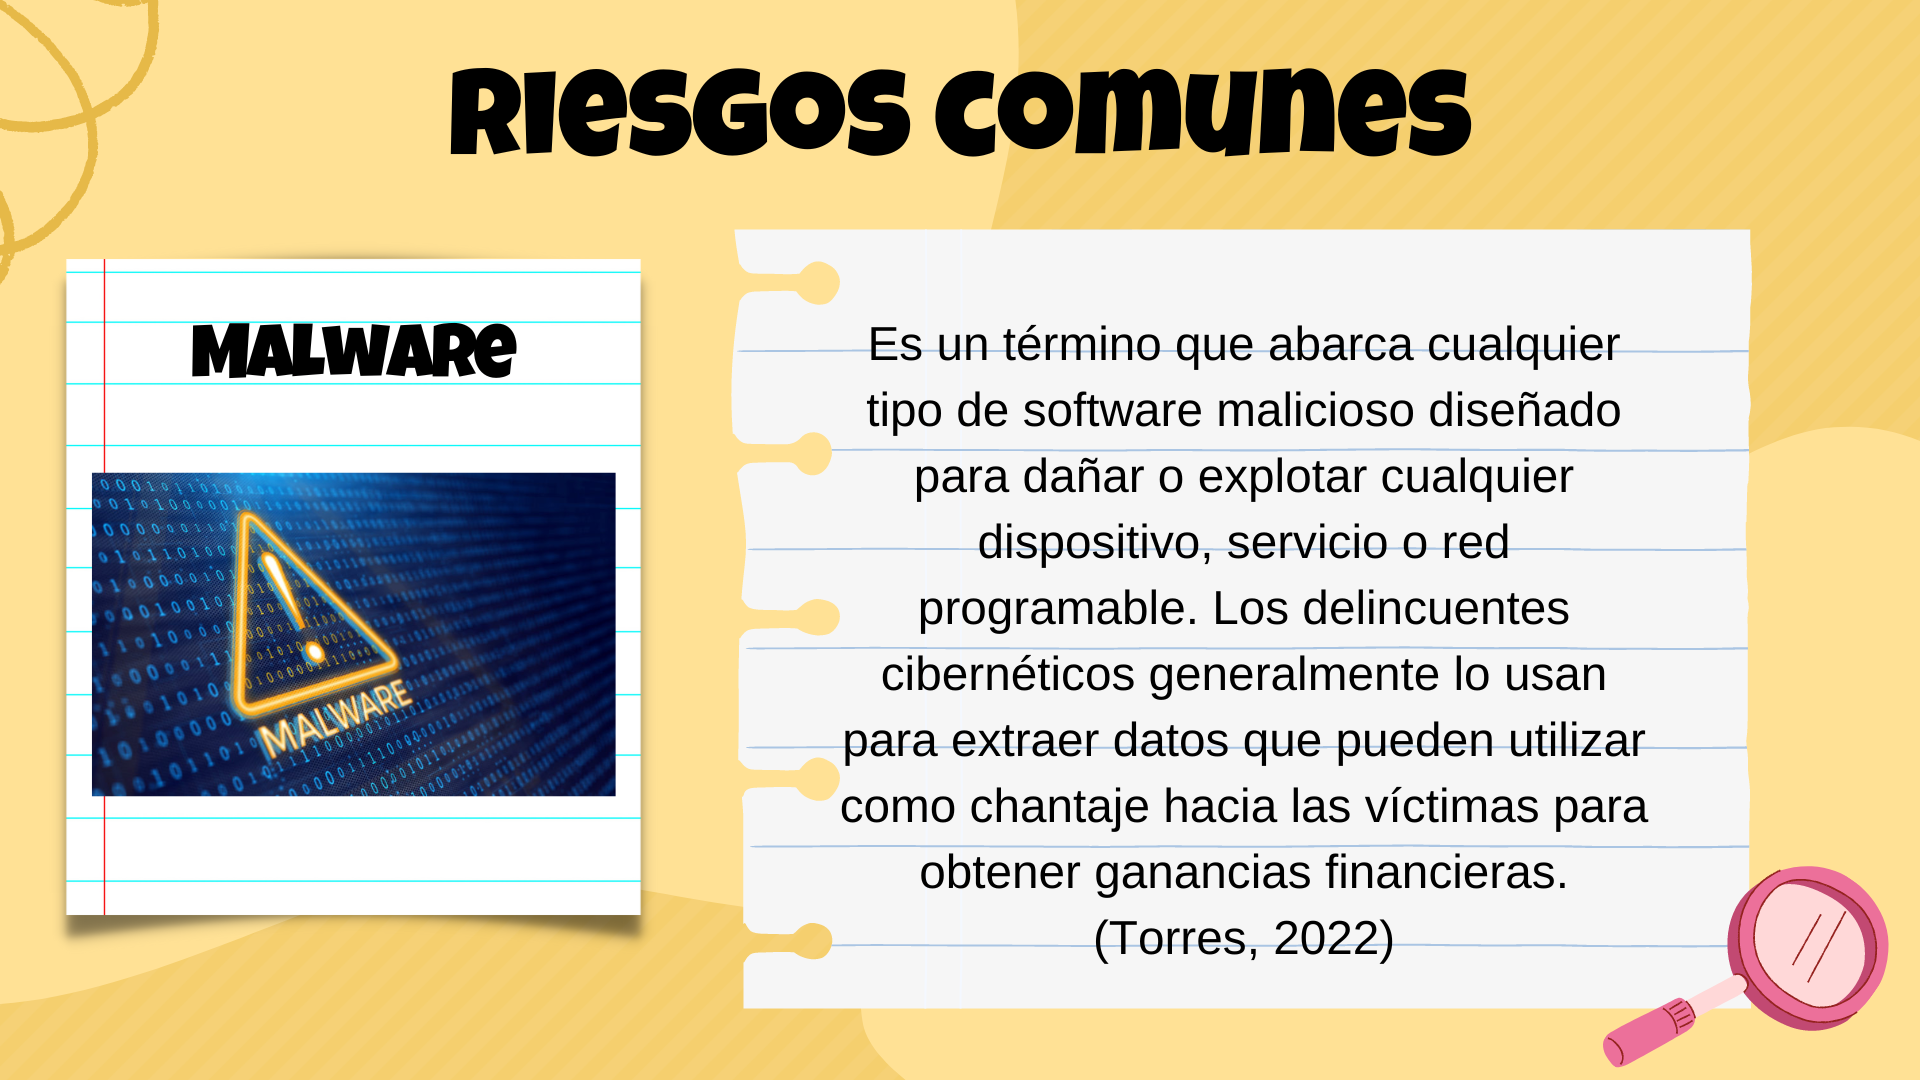 Riesgos comunes
Malware
MALWARE
Es un término que abarca cualquier
tipo de software malicioso diseñado
para dañar o explotar cualquier
dispositivo, servicio o red
programable. Los delincuentes
cibernéticos generalmente lo usan
para extraer datos que pueden utilizar
como chantaje hacia las víctimas para
obtener ganancias financieras.
(Torres, 2022)